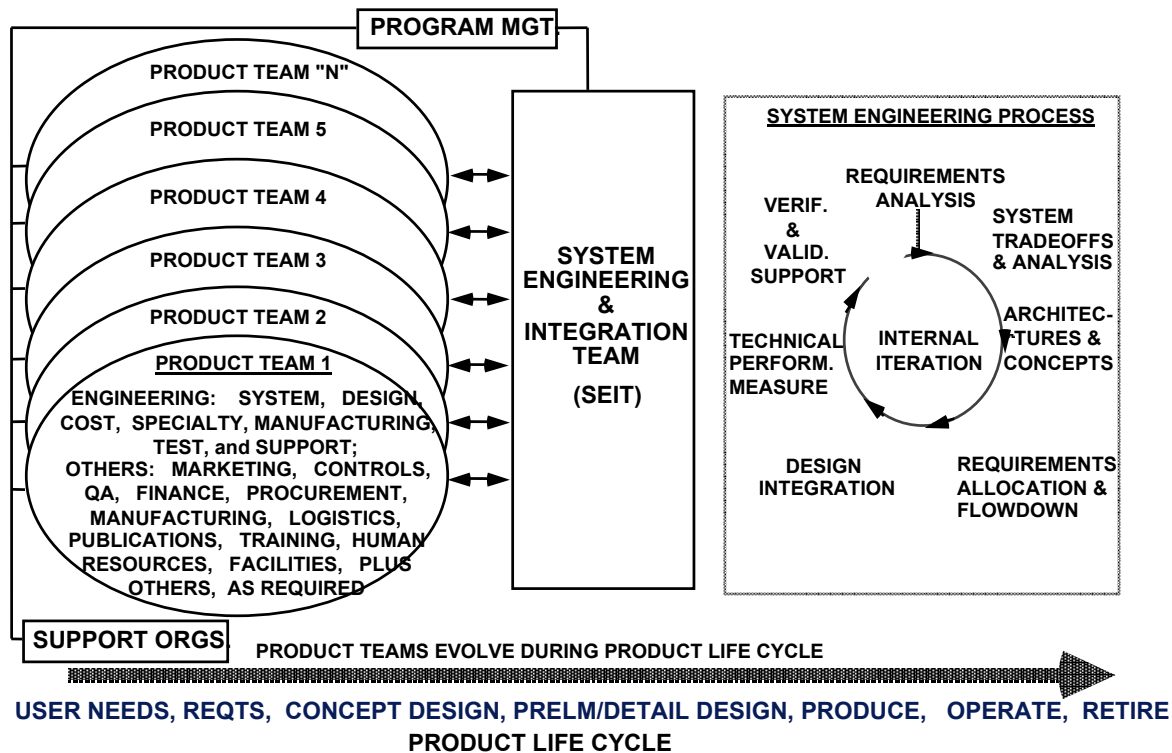 PROGRAM MGT.
PRODUCT TEAM "N"
PRODUCT TEAM 5
PRODUCT TEAM 4
PRODUCT TEAM 3
PRODUCT TEAM 2
PRODUCT TEAM 1
ENGINEERING: SYSTEM, DESIGN,
COST, SPECIALTY, MANUFACTURING,
TEST, and SUPPORT;
OTHERS: MARKETING, CONTROLS,
QA, FINANCE, PROCUREMENT,
MANUFACTURING, LOGISTICS,
PUBLICATIONS, TRAINING, HUMAN
RESOURCES, FACILITIES, PLUS
OTHERS, AS REQUIRED
SUPPORT ORGS.
SYSTEM
ENGINEERING
&
INTEGRATION
TEAM
(SEIT)
SYSTEM ENGINEERING PROCESS
REQUIREMENTS
ANALYSIS
SYSTEM
TRADEOFFS
& ANALYSIS
ARCHITEC-
TURES &
CONCEPTS
REQUIREMENTS
ALLOCATION &
FLOWDOWN
DESIGN
INTEGRATION
TECHNICAL
PERFORM.
MEASURE
VERIF.
&
VALID.
SUPPORT
INTERNAL
ITERATION
PRODUCT TEAMS EVOLVE DURING PRODUCT LIFE CYCLE
USER NEEDS, REQTS, CONCEPT DESIGN, PRELM/DETAIL DESIGN, PRODUCE, OPERATE, RETIRE
PRODUCT LIFE CYCLE